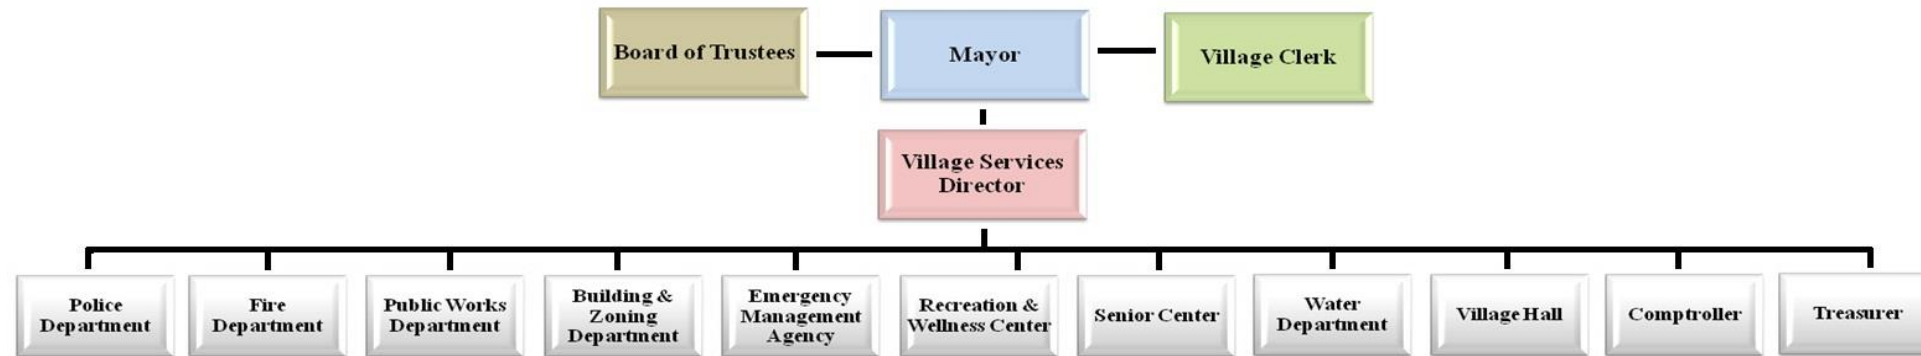 Board of Trustees
Mayor
Village Clerk
Village Services
Director
Police
Department
Fire
Department
Public Works
Department
Building &
Zoning
Department
Emergency
Management
Agency
Recreation &
Wellness Center
Senior Center
Water
Department
Village Hall
Comptroller
Treasurer